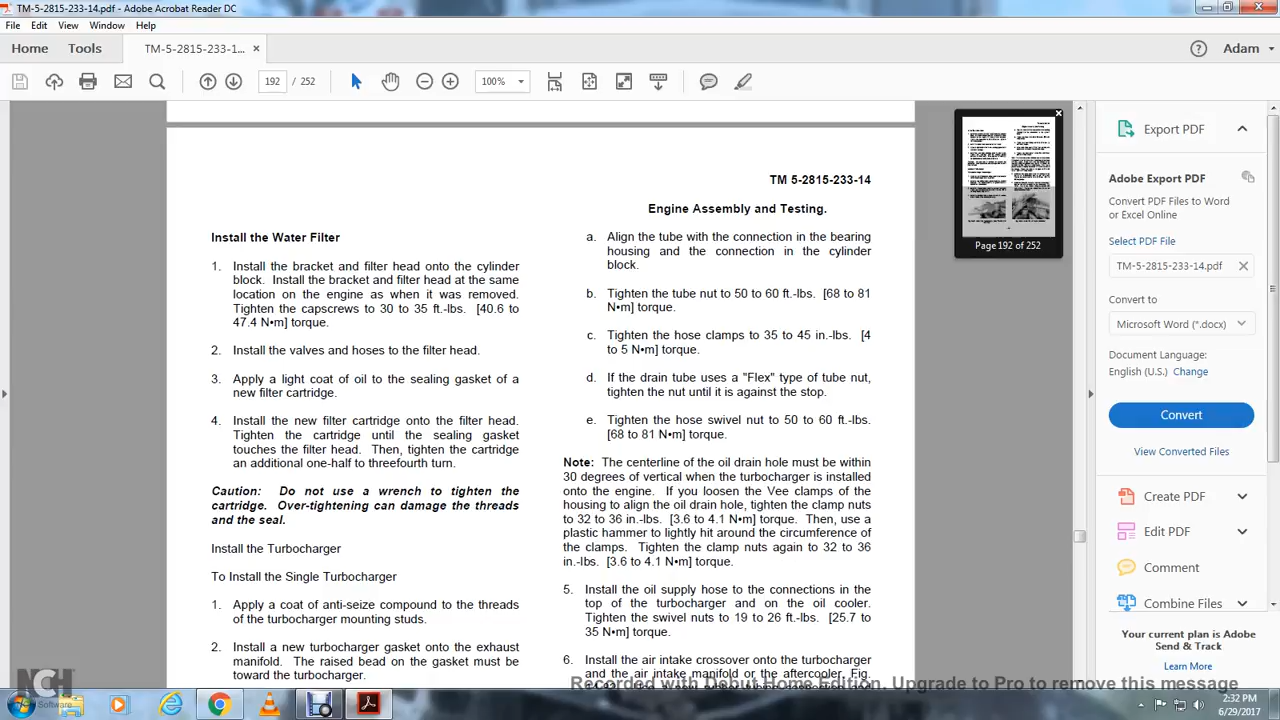 TM-5-2815-233-14.pdf - Adobe Acrobat Reader DC
File Edit View Window Help
Home Tools TM-5-2815-233-1... ×
Adam
192 / 252
100%
TM 5-2815-233-14
Engine Assembly and Testing.
Install the Water Filter
1. Install the bracket and filter head onto the cylinder
block. Install the bracket and filter head at the same
location on the engine as when it was removed.
Tighten the capscrews to 30 to 35 ft.-lbs. [40.6 to
47.4 N•m] torque.
2. Install the valves and hoses to the filter head.
3. Apply a light coat of oil to the sealing gasket of a
new filter cartridge.
4. Install the new filter cartridge onto the filter head.
Tighten the cartridge until the sealing gasket
touches the filter head. Then, tighten the cartridge
an additional one-half to threefourth turn.
Caution: Do not use a wrench to tighten the
cartridge. Over-tightening can damage the threads
and the seal.
Install the Turbocharger
To Install the Single Turbocharger
1. Apply a coat of anti-seize compound to the threads
of the turbocharger mounting studs.
2. Install a new turbocharger gasket onto the exhaust
manifold. The raised bead on the gasket must be
toward the turbocharger.
a. Align the tube with the connection in the bearing
housing and the connection in the cylinder
block.
b. Tighten the tube nut to 50 to 60 ft.-lbs. [68 to 81
N•m] torque.
c. Tighten the hose clamps to 35 to 45 in.-lbs. [4
to 5 N•m] torque.
d. If the drain tube uses a "Flex" type of tube nut,
tighten the nut until it is against the stop.
e. Tighten the hose swivel nut to 50 to 60 ft.-lbs.
[68 to 81 N•m] torque.
Note: The centerline of the oil drain hole must be within
30 degrees of vertical when the turbocharger is installed
onto the engine. If you loosen the Vee clamps of the
housing to align the oil drain hole, tighten the clamp nuts
to 32 to 36 in.-lbs. [3.6 to 4.1 N•m] torque. Then, use a
plastic hammer to lightly hit around the circumference of
the clamps. Tighten the clamp nuts again to 32 to 36
in.-lbs. [3.6 to 4.1 N•m] torque.
5. Install the oil supply hose to the connections in the
top of the turbocharger and on the oil cooler.
Tighten the swivel nuts to 19 to 26 ft.-lbs. [25.7 to
35 N•m] torque.
6. Install the air intake crossover onto the turbocharger
and the air intake manifold or the aftercooler, Fig.
Page 192 of 252
Export PDF
Adobe Export PDF
Convert PDF Files to Word
or Excel Online
Select PDF File
TM-5-2815-233-14.pdf
Convert to
Microsoft Word (*.docx)
Document Language:
English (U.S.) Change
Convert
View Converted Files
Create PDF
Edit PDF
Comment
Combine Files
Your current plan is Adobe
Send & Track
Learn More
Recorded with Debut Home Edition. Upgrade to Pro to remove this message
NCH
Software
2:32 PM
6/29/2017